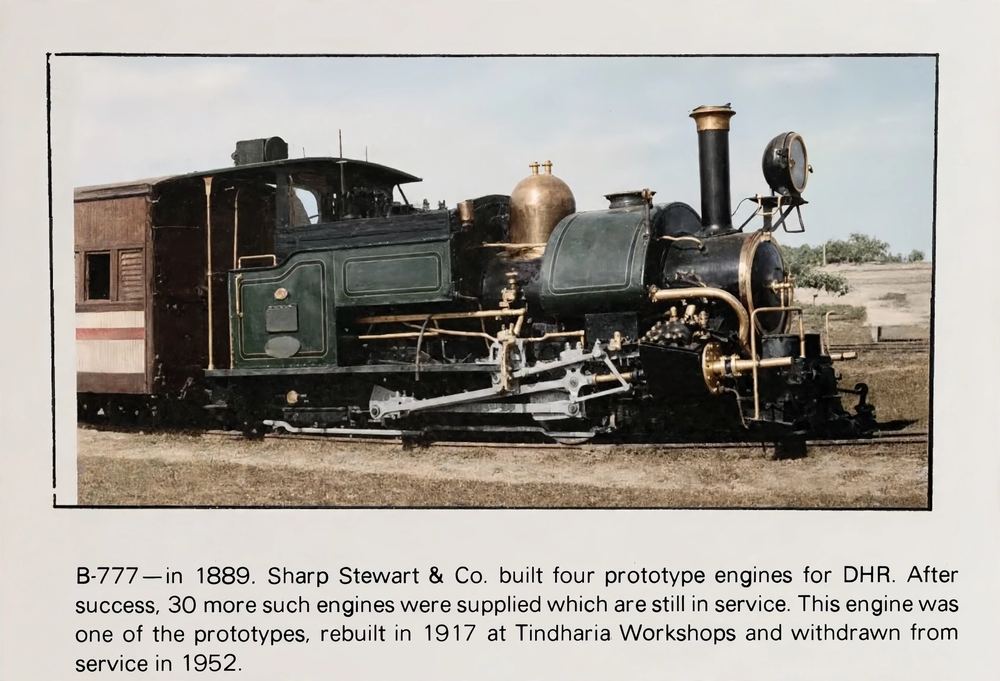 B-777—in 1889. Sharp Stewart & Co. built four prototype engines for DHR. After
success, 30 more such engines were supplied which are still in service. This engine was
one of the prototypes, rebuilt in 1917 at Tindharia Workshops and withdrawn from
service in 1952.